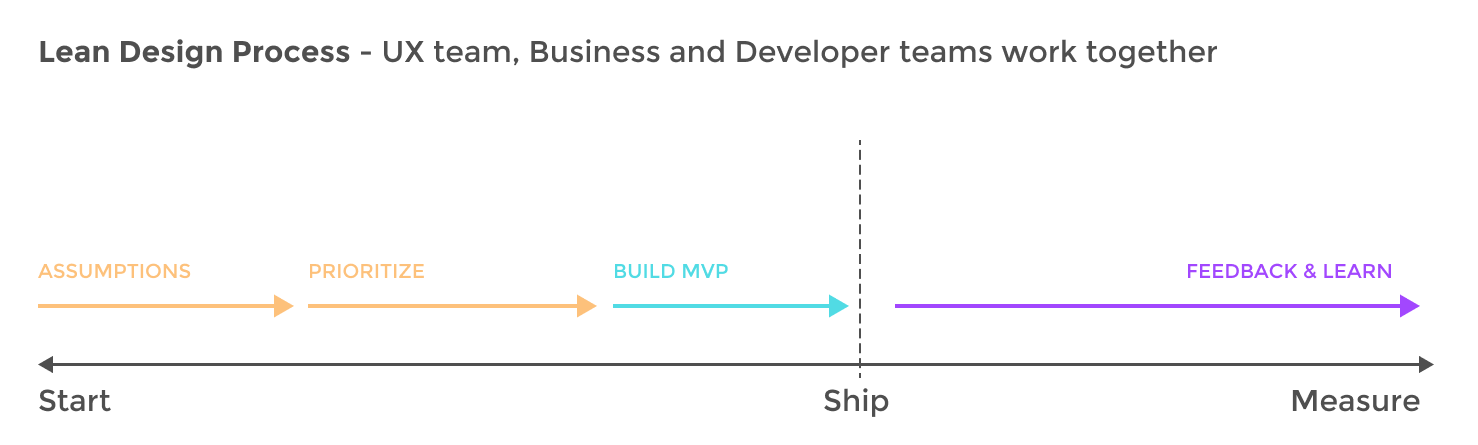 Lean Design Process - UX team, Business and Developer teams work together
ASSUMPTIONS PRIORITIZE BUILD MVP FEEDBACK & LEARN
Start Ship Measure